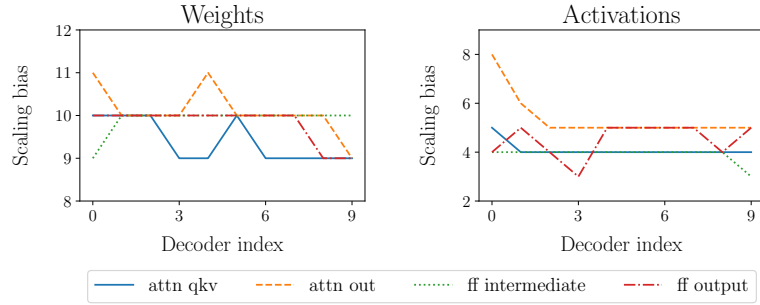 Weights
Scaling bias
12
11
10
9
8
0
3
6
9
Decoder index
Activations
Scaling bias
8
6
4
2
0
3
6
9
Decoder index
attn qkv
attn out
ff intermediate
ff output